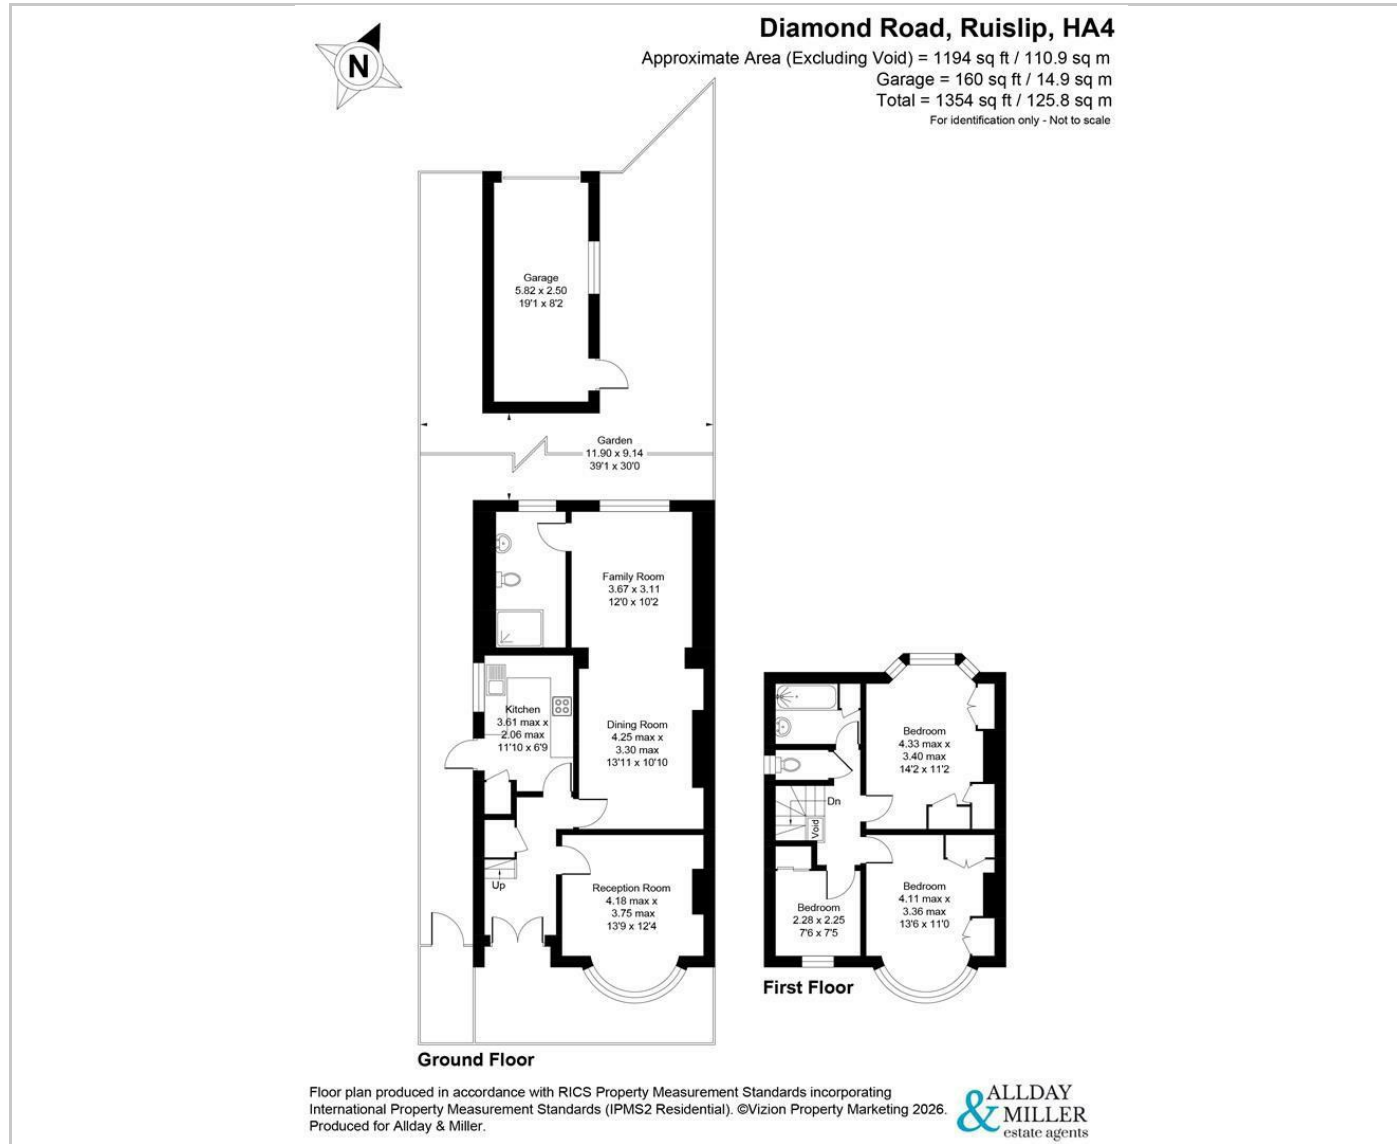 Diamond Road, Ruislip, HA4
Approximate Area (Excluding Void) = 1194 sq ft / 110.9 sq m
Garage = 160 sq ft / 14.9 sq m
Total = 1354 sq ft / 125.8 sq m
For identification only - Not to scale
N
Garage
5.82 x 2.50
19'1 x 8'2
Garden
11.90 x 9.14
39'1 x 30'0
Family Room
3.67 x 3.11
12'0 x 10'2
Kitchen
3.61 max x
2.06 max
11'10 x 6'9
Dining Room
4.25 max x
3.30 max
13'11 x 10'10
Up
Reception Room
4.18 max x
3.75 max
13'9 x 12'4
Ground Floor
Bedroom
4.33 max x
3.40 max
14'2 x 11'2
Dn
Void
Bedroom
4.11 max x
3.36 max
13'6 x 11'0
Bedroom
2.28 x 2.25
7'6 x 7'5
First Floor
Floor plan produced in accordance with RICS Property Measurement Standards incorporating
International Property Measurement Standards (IPMS2 Residential). ©Vizion Property Marketing 2026.
Produced for Allday & Miller.
ALLDAY
& MILLER
estate agents